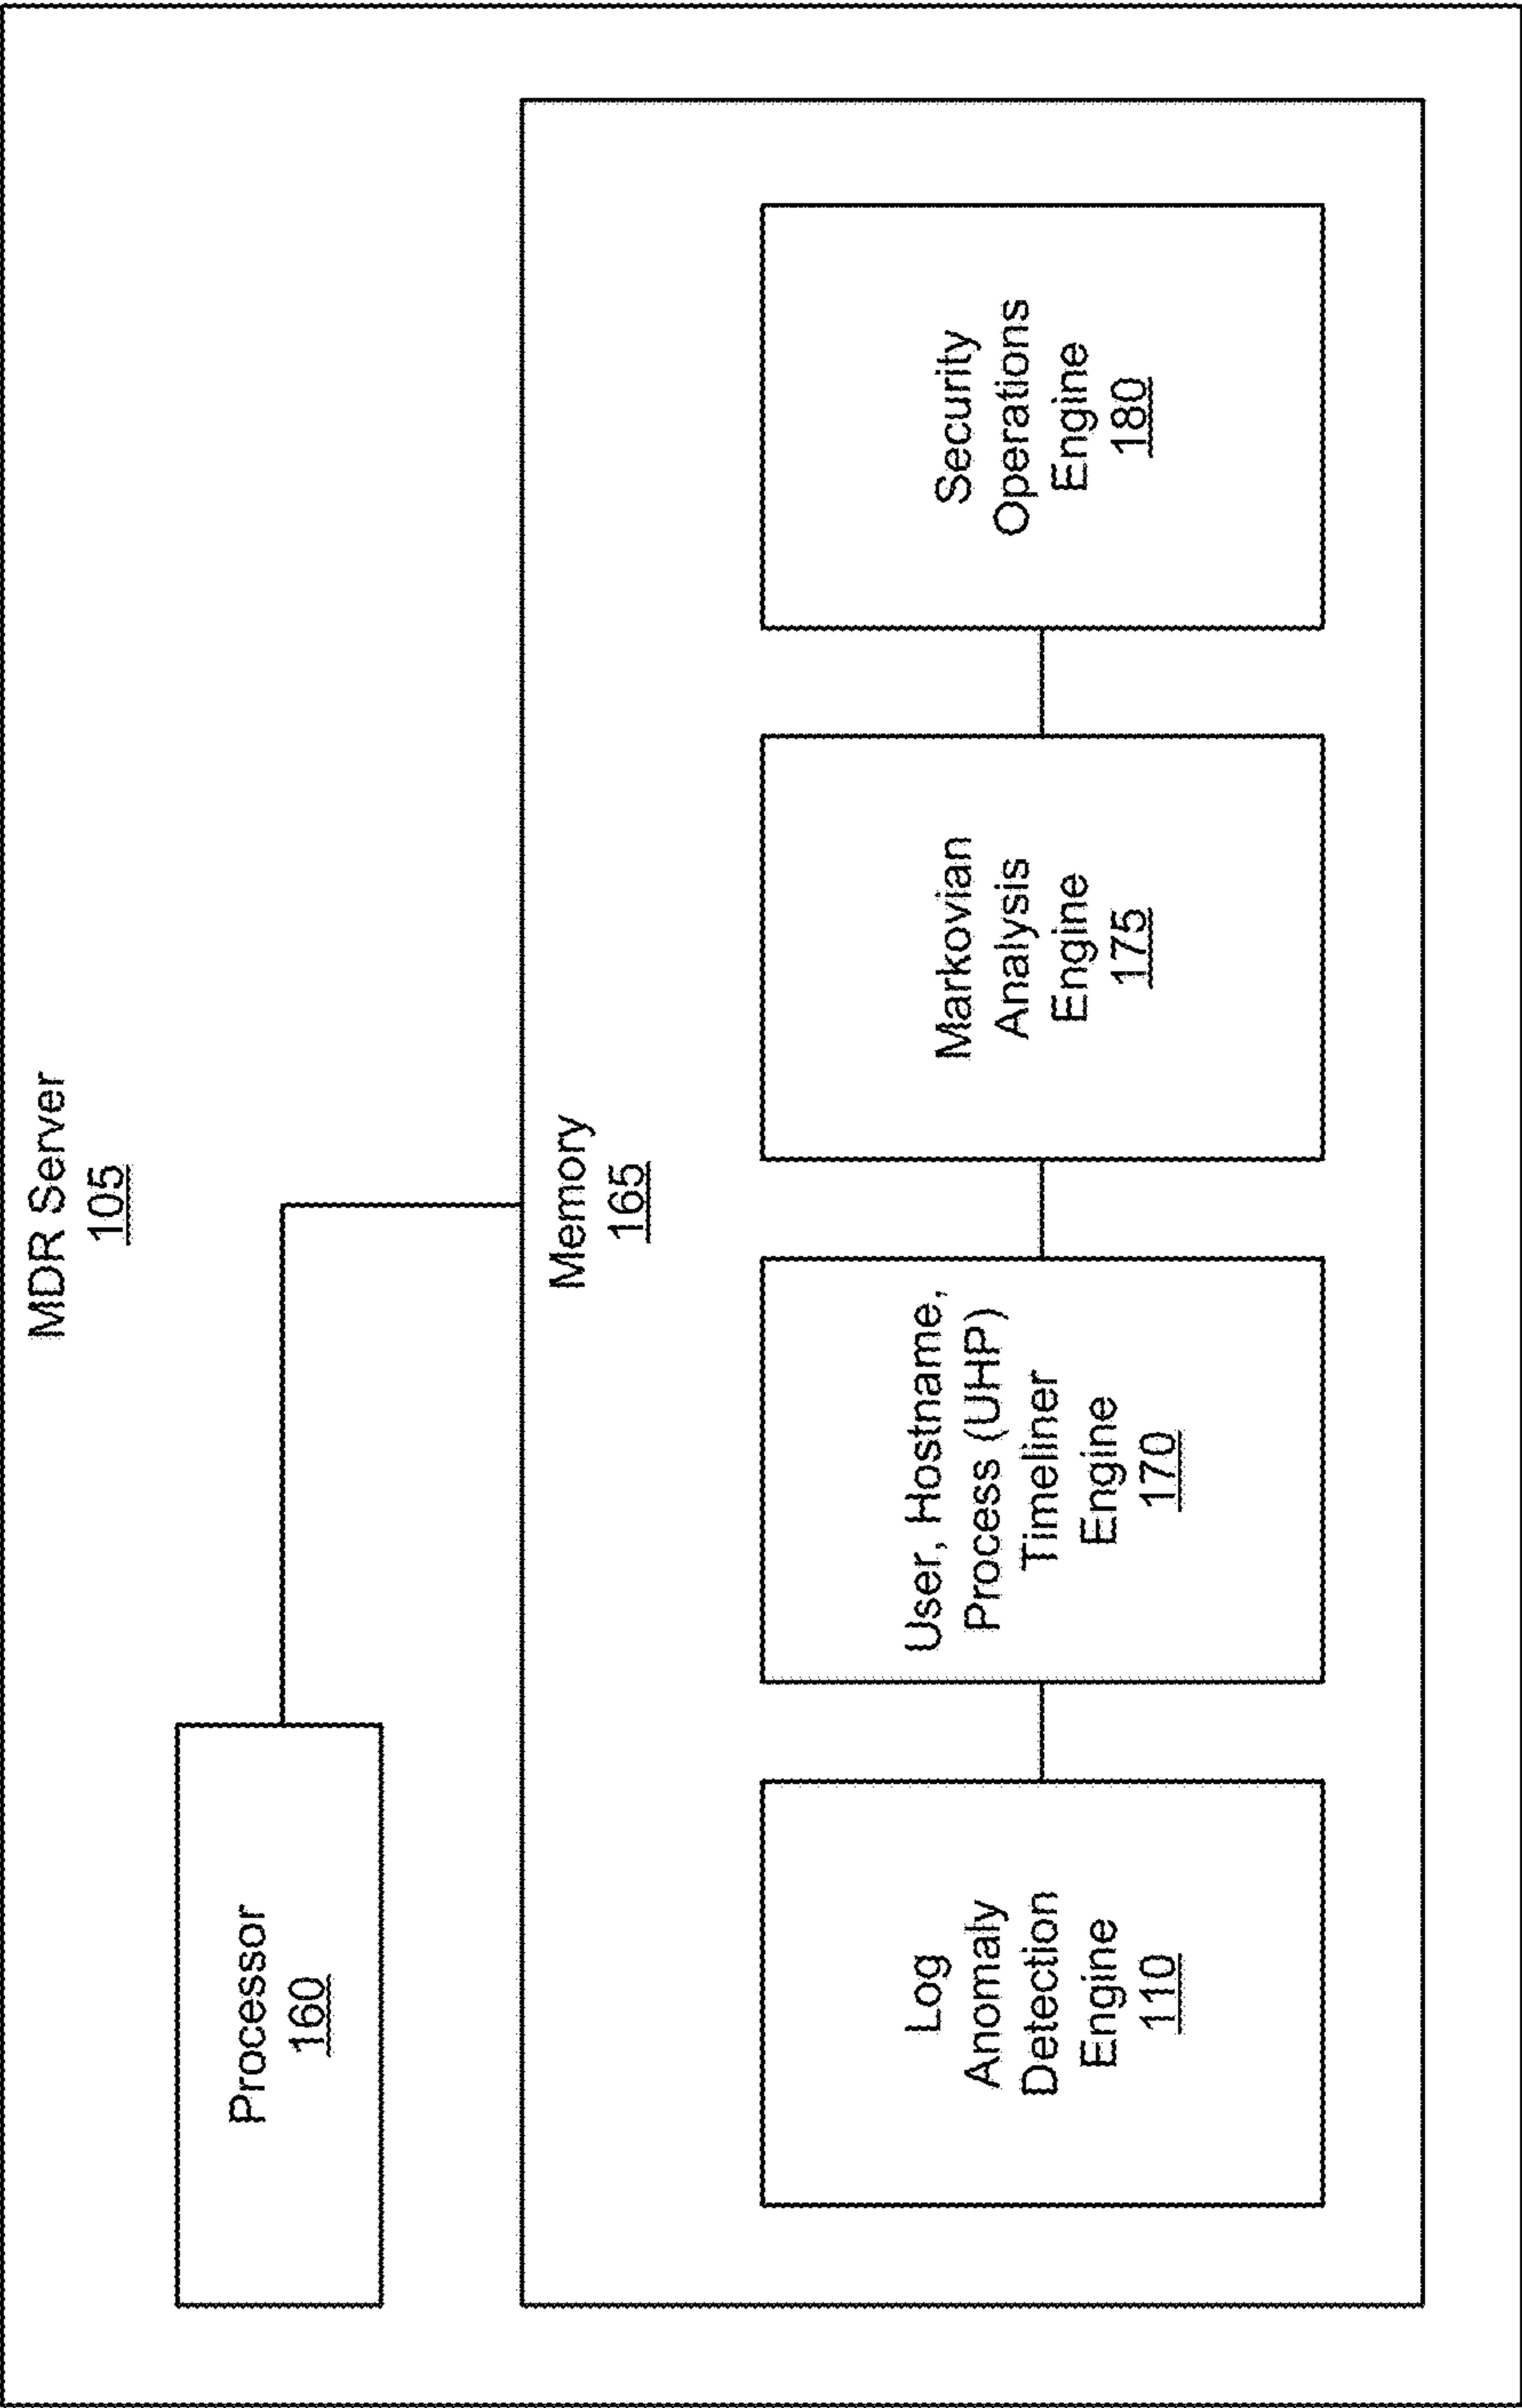 MDR Server
105
Processor
160
Memory
165
Log
Anomaly
Detection
Engine
110
User, Hostname,
Process (UHP)
Timeliner
Engine
170
Markovian
Analysis
Engine
175
Security
Operations
Engine
180